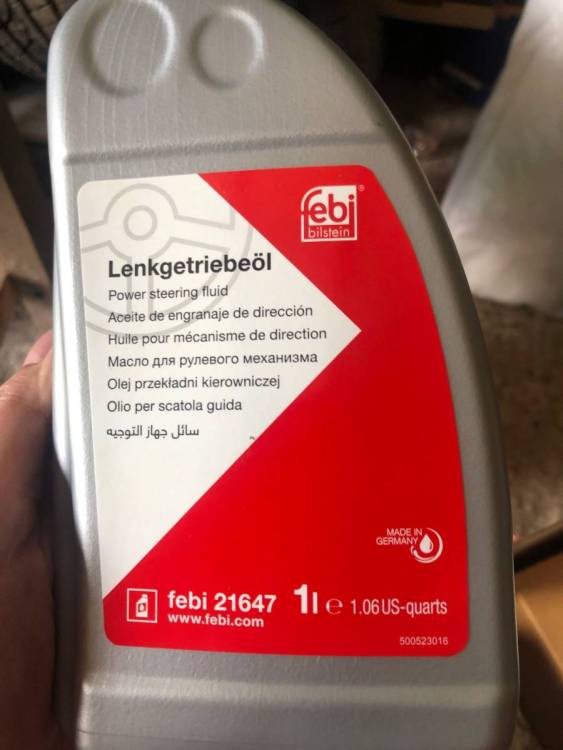 febi®
bilstein
Lenkgetriebeöl
Power steering fluid
Aceite de engranaje de dirección
Huile pour mécanisme de direction
Масло для рулевого механизма
Olej przekładni kierowniczej
Olio per scatola guida
سائل جهاز التوجيه
MADE IN
GERMANY
febi 21647 1l ℮ 1.06 US-quarts
www.febi.com
500523016